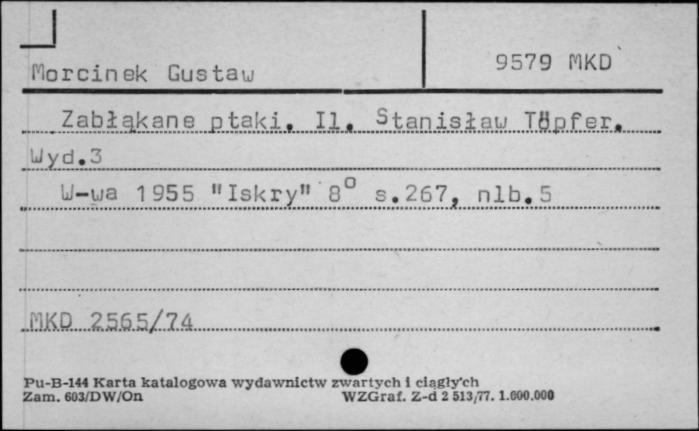 Morcinek Gustaw
9579 MKD
Zabłąkane ptaki. Il. Stanisław Töpfer.
Wyd.3
W-wa 1955 "Iskry" 8° s.267, nlb.5
MKD 2565/74
Pu-B-144 Karta katalogowa wydawnictw zwartych i ciągłych
Zam. 603/DW/On WZGraf. Z-d 2 513/77. 1.000.000